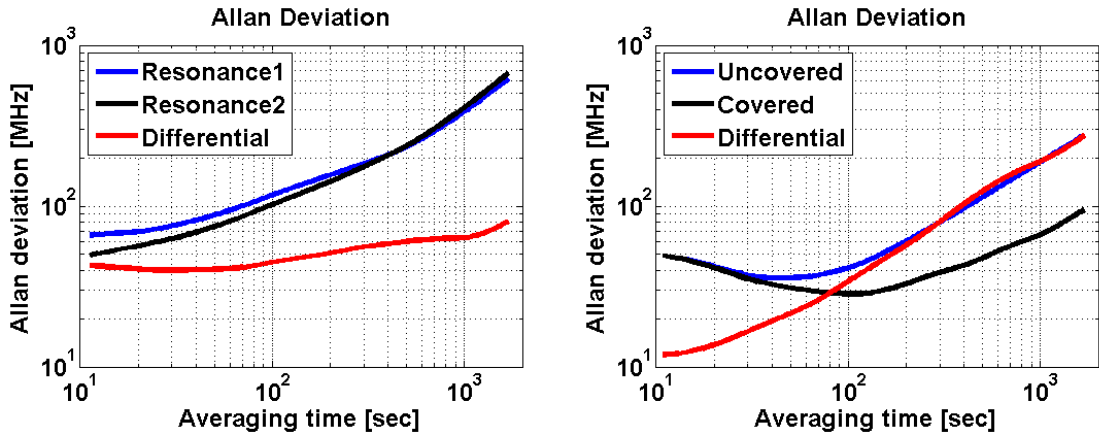 Allan Deviation
Allan deviation [MHz]
10^3
10^2
10^1
Resonance1
Resonance2
Differential
10^1 10^2 10^3
Averaging time [sec]
Allan Deviation
Allan deviation [MHz]
10^3
10^2
10^1
Uncovered
Covered
Differential
10^1 10^2 10^3
Averaging time [sec]